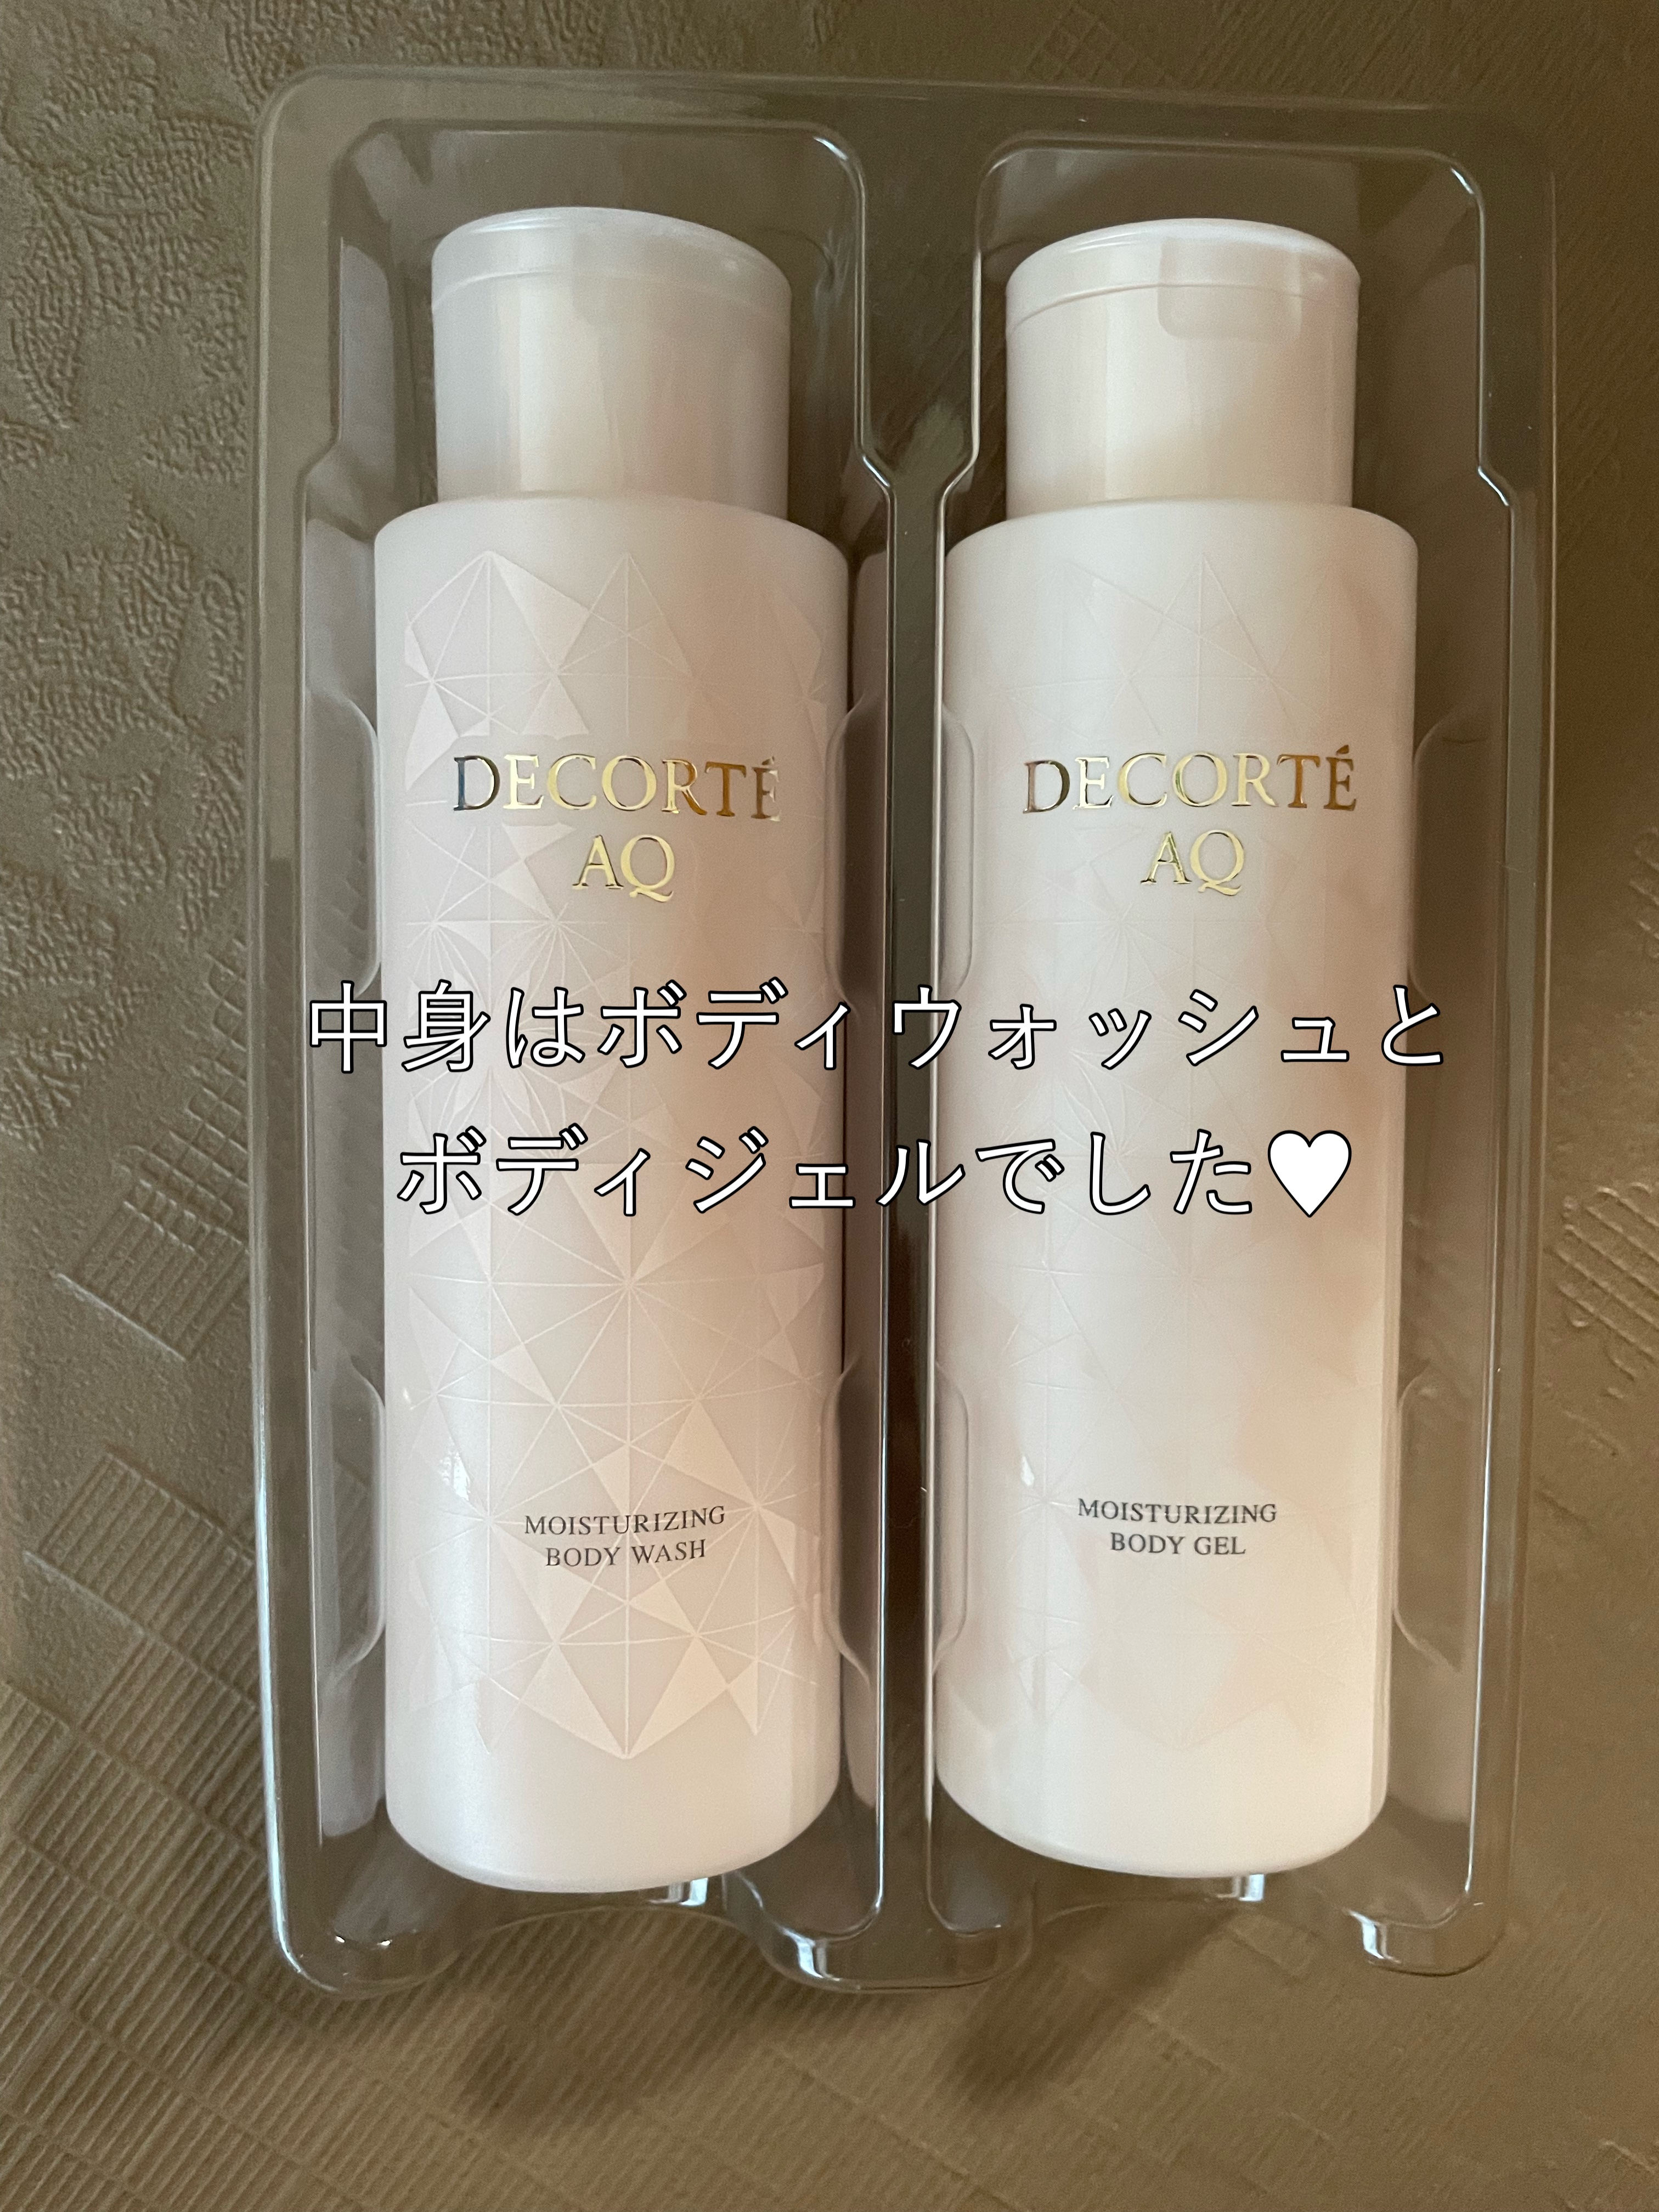 DECORTÉ
AQ
MOISTURIZING
BODY WASH
DECORTÉ
AQ
MOISTURIZING
BODY GEL
中身はボディウォッシュと
ボディジェルでした♥